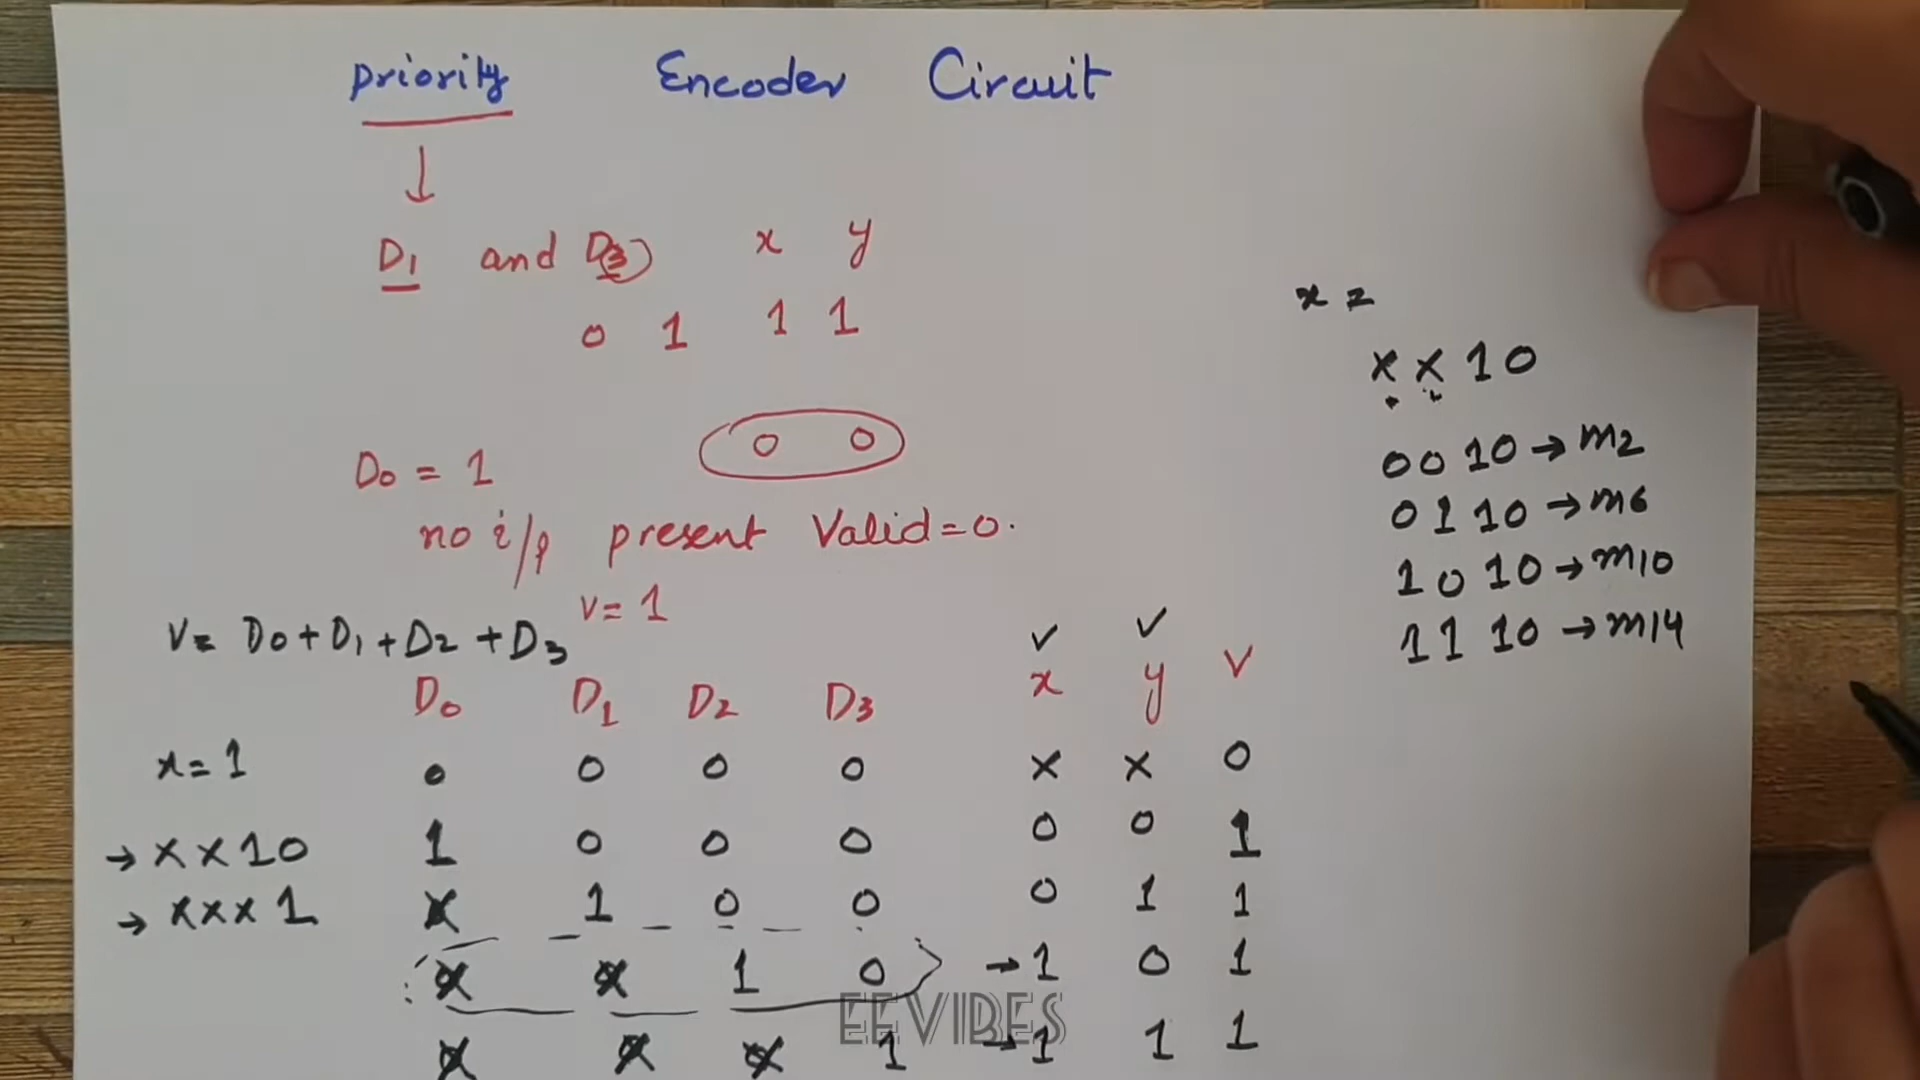 priority Encoder Circuit
↓
D1 and D3 x y
0 1 1 1
x =
x x 1 0
D0 = 1 0 0
0 0 1 0 → m2
no i/p present Valid = 0.
0 1 1 0 → m6
v = 1
1 0 1 0 → m10
V = D0 + D1 + D2 + D3
1 1 1 0 → m14
✓ ✓
D0 D1 D2 D3 x y V
x = 1 0 0 0 0 x x 0
→ x x 1 0 1 0 0 0 0 0 1
→ x x x 1 x 1 0 0 0 1 1
x x 1 0 → 1 0 1
x x x 1 → 1 1 1
EEVIBES